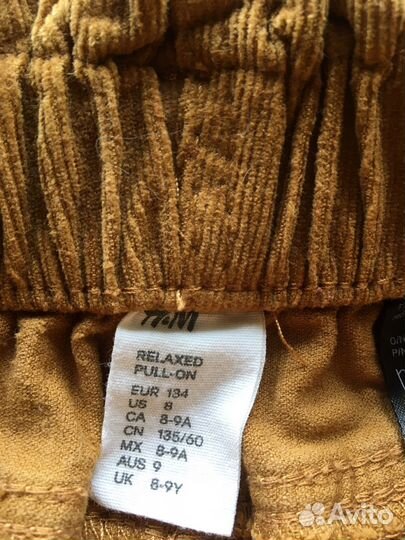 H&M
RELAXED
PULL-ON
EUR 134
US 8
CA 8-9A
CN 135/60
MX 8-9A
AUS 9
UK 8-9Y
Avito